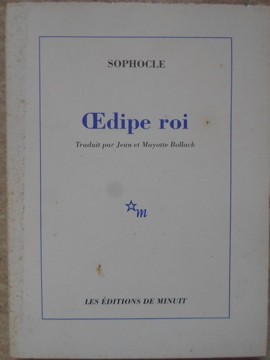 SOPHOCLE
Œdipe roi
Traduit par Jean et Mayotte Bollack
m
LES ÉDITIONS DE MINUIT